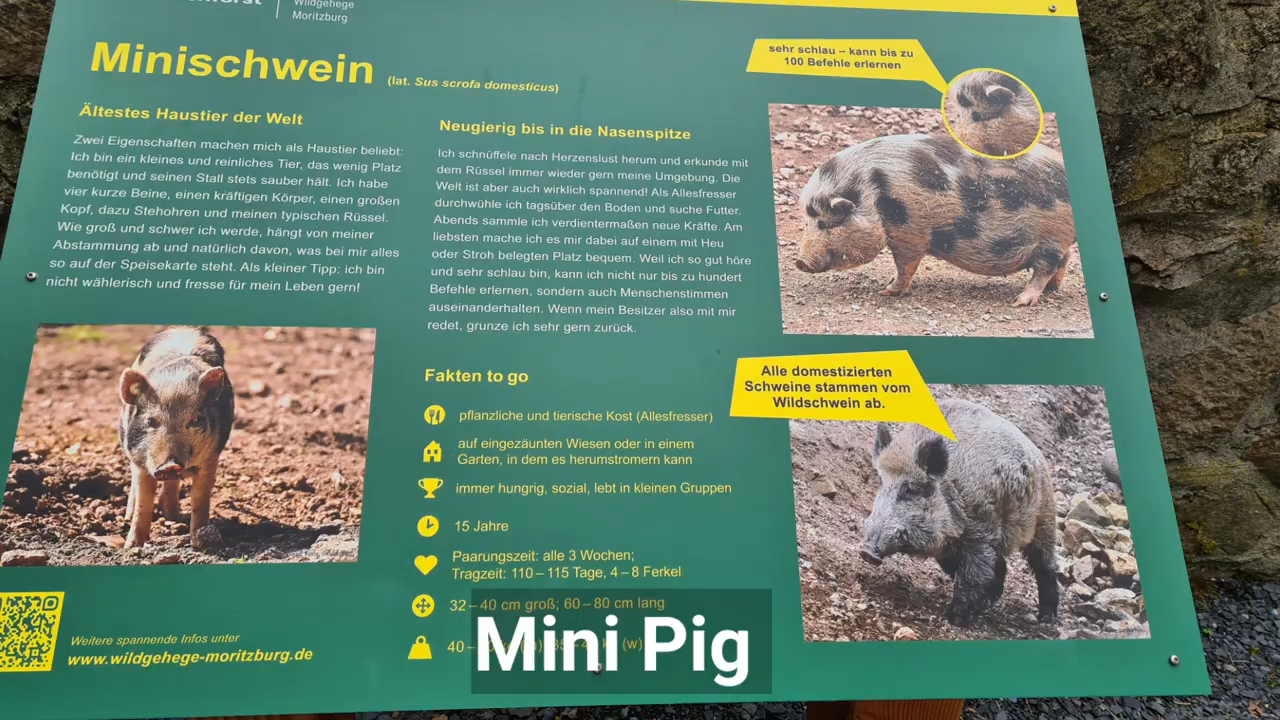 Wildgehege
Moritzburg
Minischwein (lat. Sus scrofa domesticus)
Ältestes Haustier der Welt
Zwei Eigenschaften machen mich als Haustier beliebt:
Ich bin ein kleines und reinliches Tier, das wenig Platz
benötigt und seinen Stall stets sauber hält. Ich habe
vier kurze Beine, einen kräftigen Körper, einen großen
Kopf, dazu Stehohren und meinen typischen Rüssel.
Wie groß und schwer ich werde, hängt von meiner
Abstammung ab und natürlich davon, was bei mir alles
so auf der Speisekarte steht. Als kleiner Tipp: ich bin
nicht wählerisch und fresse für mein Leben gern!
Neugierig bis in die Nasenspitze
Ich schnüffele nach Herzenslust herum und erkunde mit
dem Rüssel immer wieder gern meine Umgebung. Die
Welt ist aber auch wirklich spannend! Als Allesfresser
durchwühle ich tagsüber den Boden und suche Futter.
Abends sammle ich verdientermaßen neue Kräfte. Am
liebsten mache ich es mir dabei auf einem mit Heu
oder Stroh belegten Platz bequem. Weil ich so gut höre
und sehr schlau bin, kann ich nicht nur bis zu hundert
Befehle erlernen, sondern auch Menschenstimmen
auseinanderhalten. Wenn mein Besitzer also mit mir
redet, grunze ich sehr gern zurück.
Fakten to go
pflanzliche und tierische Kost (Allesfresser)
auf eingezäunten Wiesen oder in einem
Garten, in dem es herumstromern kann
immer hungrig, sozial, lebt in kleinen Gruppen
15 Jahre
Paarungszeit: alle 3 Wochen;
Tragzeit: 110–115 Tage, 4–8 Ferkel
32–40 cm groß; 60–80 cm lang
40–
(w)
sehr schlau – kann bis zu
100 Befehle erlernen
Alle domestizierten
Schweine stammen vom
Wildschwein ab.
Weitere spannende Infos unter
www.wildgehege-moritzburg.de
Mini Pig